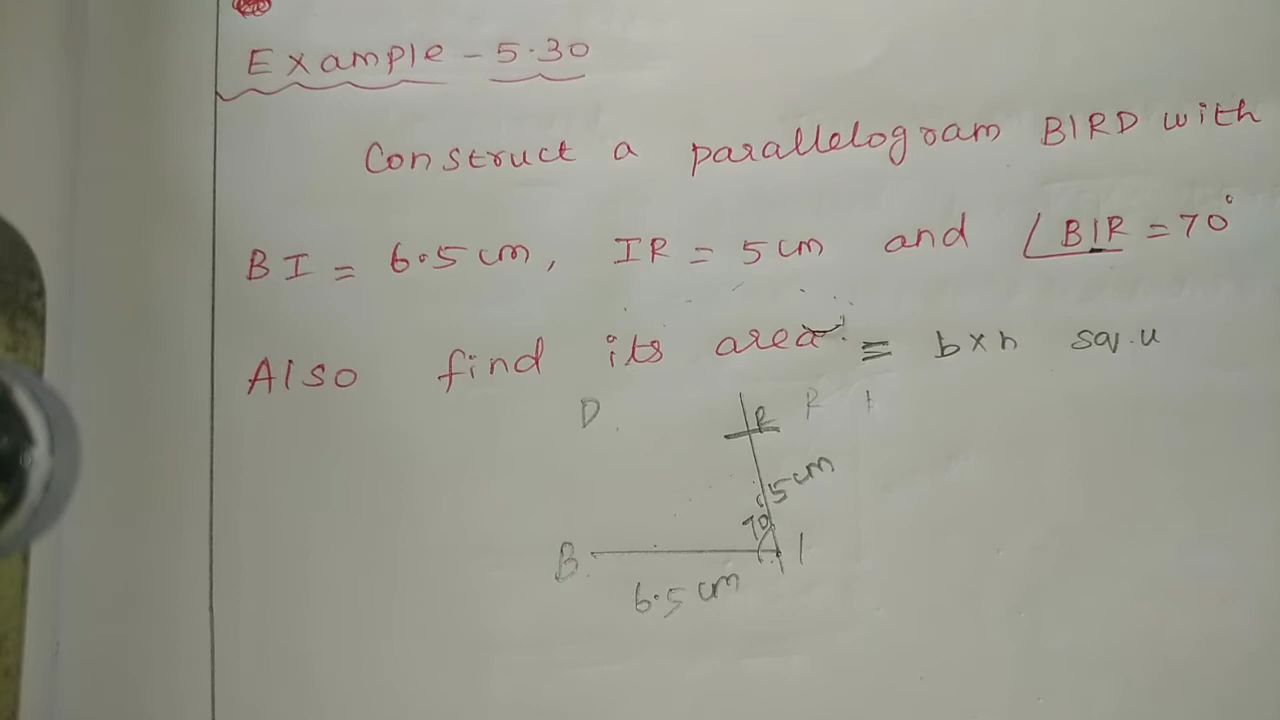 Example - 5.30
Construct a parallelogram BIRD with
BI = 6.5 cm, IR = 5 cm and ∠BIR = 70°
Also find its area. = b x h sq.u
D R R
5 cm
70
B I
6.5 cm